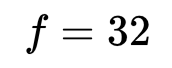 f = 32